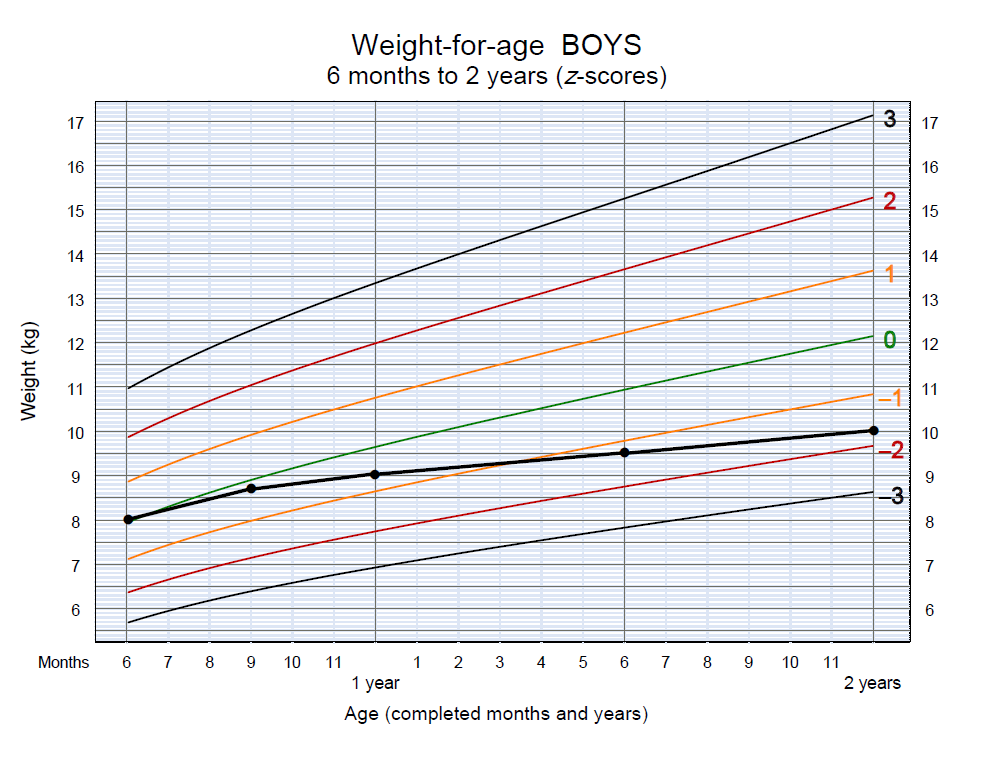 Weight-for-age BOYS
6 months to 2 years (z-scores)
17 3 17
16 16
2
15 15
14 14
1
13 13
12 0 12
11 11
–1
10 10
–2
9 9
–3
8 8
7 7
6 6
Weight (kg)
Months 6 7 8 9 10 11 1 2 3 4 5 6 7 8 9 10 11
1 year 2 years
Age (completed months and years)